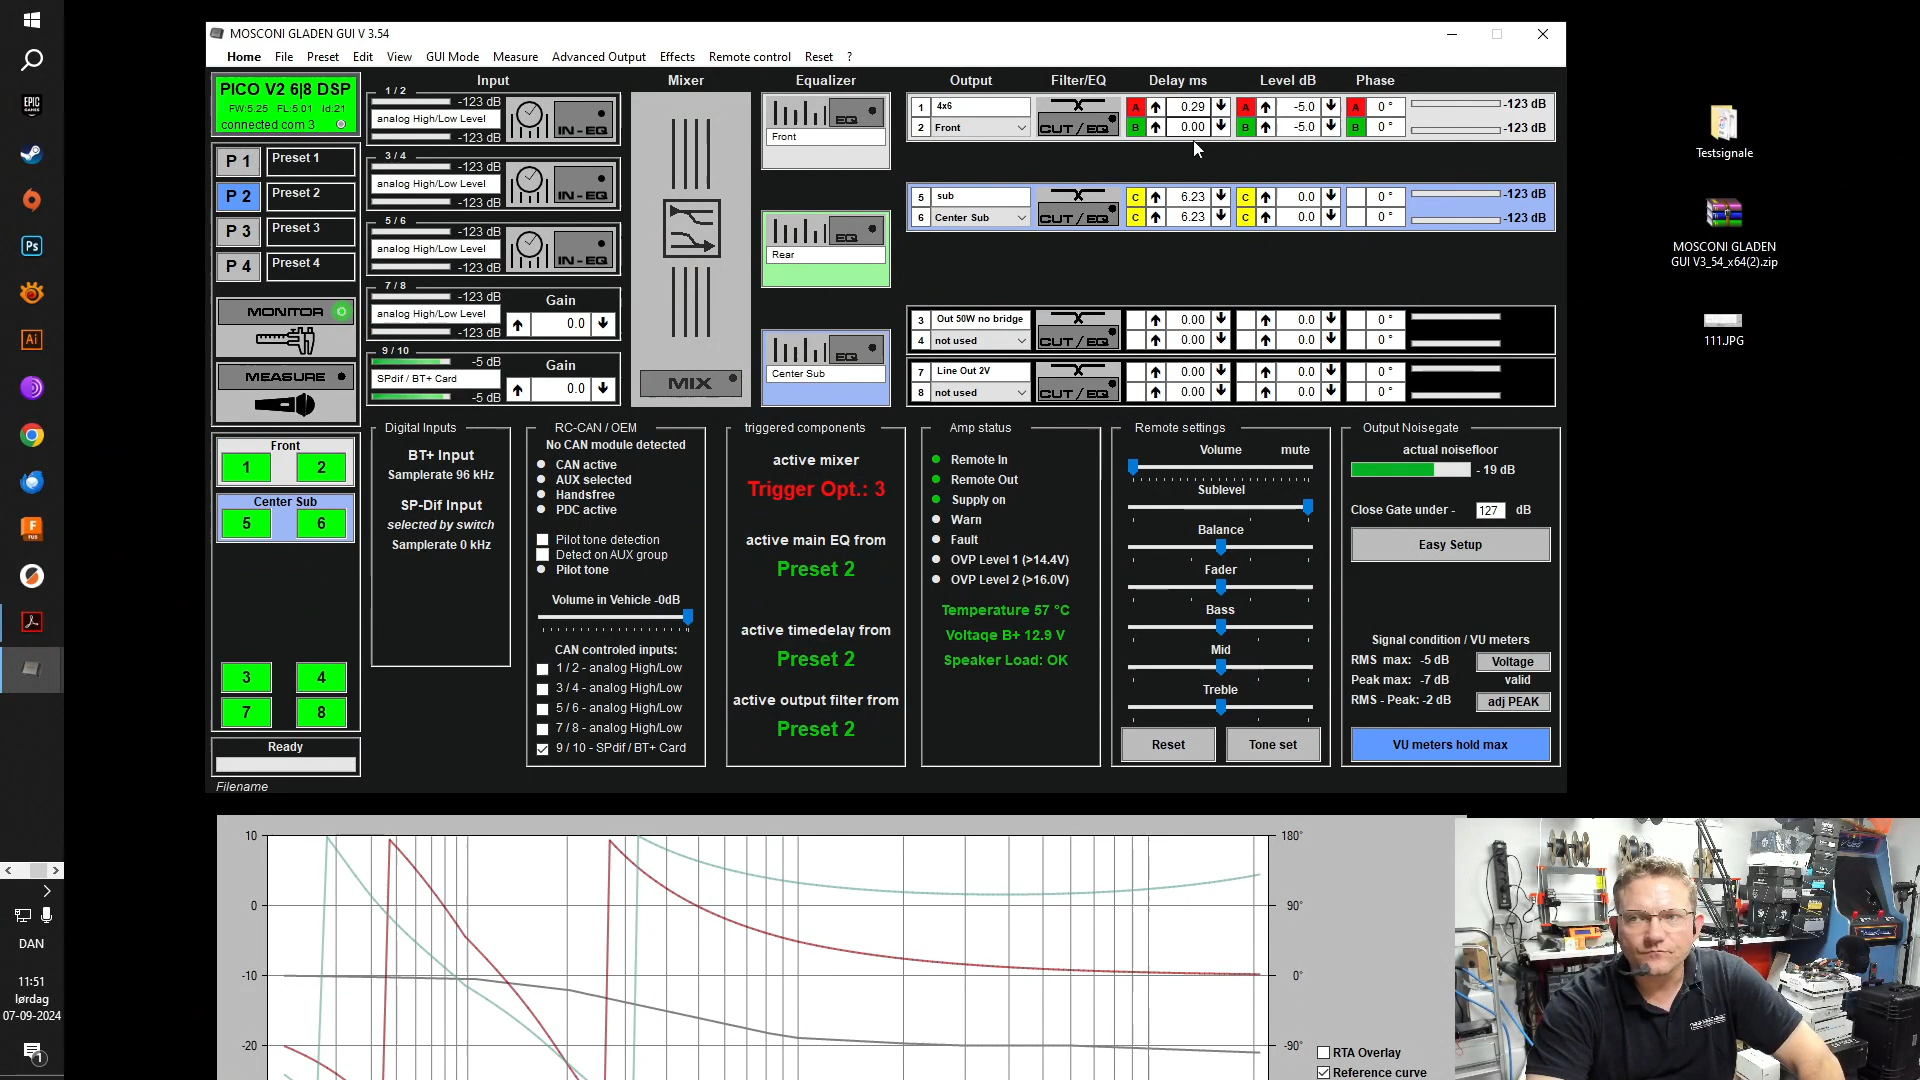 MOSCONI GLADEN GUI V 3.54
Home File Preset Edit View GUI Mode Measure Advanced Output Effects Remote control Reset ?
PICO V2 6|8 DSP
FW:5.25 FL:5.01 Id:21
connected com 3
P 1 Preset 1
P 2 Preset 2
P 3 Preset 3
P 4 Preset 4
MONITOR
MEASURE
Front
1 2
Center Sub
5 6
3 4
7 8
Ready
Filename
Input
1 / 2
-123 dB
analog High/Low Level
-123 dB
IN-EQ
3 / 4
-123 dB
analog High/Low Level
-123 dB
IN-EQ
5 / 6
-123 dB
analog High/Low Level
-123 dB
IN-EQ
7 / 8
-123 dB
analog High/Low Level
-123 dB
Gain
0.0
9 / 10
-5 dB
SPdif / BT+ Card
-5 dB
Gain
0.0
Mixer
MIX
Equalizer
EQ
Front
EQ
Rear
EQ
Center Sub
Output Filter/EQ Delay ms Level dB Phase
1 4x6 A 0.29 A -5.0 A 0 ° -123 dB
2 Front CUT/EQ B 0.00 B -5.0 B 0 ° -123 dB
5 sub C 6.23 C 0.0 0 ° -123 dB
6 Center Sub CUT/EQ C 6.23 C 0.0 0 ° -123 dB
3 Out 50W no bridge 0.00 0.0 0 °
4 not used CUT/EQ 0.00 0.0 0 °
7 Line Out 2V 0.00 0.0 0 °
8 not used CUT/EQ 0.00 0.0 0 °
Digital Inputs
BT+ Input
Samplerate 96 kHz
SP-Dif Input
selected by switch
Samplerate 0 kHz
RC-CAN / OEM
No CAN module detected
CAN active
AUX selected
Handsfree
PDC active
Pilot tone detection
Detect on AUX group
Pilot tone
Volume in Vehicle -0dB
CAN controled inputs:
1 / 2 - analog High/Low
3 / 4 - analog High/Low
5 / 6 - analog High/Low
7 / 8 - analog High/Low
9 / 10 - SPdif / BT+ Card
triggered components
active mixer
Trigger Opt.: 3
active main EQ from
Preset 2
active timedelay from
Preset 2
active output filter from
Preset 2
Amp status
Remote In
Remote Out
Supply on
Warn
Fault
OVP Level 1 (>14.4V)
OVP Level 2 (>16.0V)
Temperature 57 °C
Voltage B+ 12.9 V
Speaker Load: OK
Remote settings
Volume mute
Sublevel
Balance
Fader
Bass
Mid
Treble
Reset Tone set
Output Noisegate
actual noisefloor
- 19 dB
Close Gate under - 127 dB
Easy Setup
Signal condition / VU meters
RMS max: -5 dB Voltage
Peak max: -7 dB valid
RMS - Peak: -2 dB adj PEAK
VU meters hold max
10 180°
0 90°
-10 0°
-20 -90°
RTA Overlay
Reference curve
Testsignale
MOSCONI GLADEN
GUI V3_54_x64(2).zip
111.JPG
EPIC
GAMES
Ps
Ai
F
FUS
DAN
11:51
lørdag
07-09-2024
1